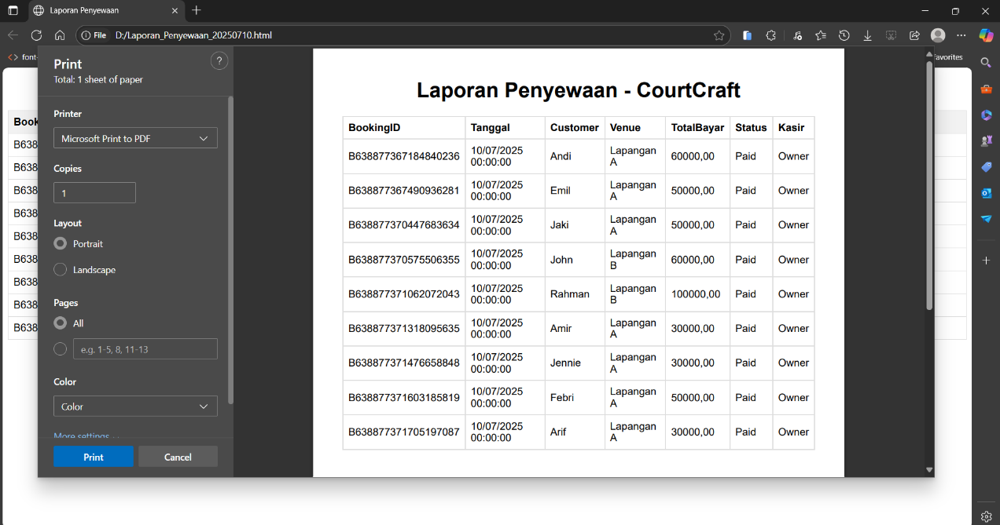 Laporan Penyewaan
File D:/Laporan_Penyewaan_20250710.html
font-
avorites
Print
?
Total: 1 sheet of paper
Printer
Microsoft Print to PDF
Copies
1
Layout
Portrait
Landscape
Pages
All
e.g. 1-5, 8, 11-13
Color
Color
More settings
Print Cancel
Book
B638
B638
B638
B638
B638
B638
B638
B638
B638
Laporan Penyewaan - CourtCraft
BookingID Tanggal Customer Venue TotalBayar Status Kasir
B638877367184840236 10/07/2025 00:00:00 Andi Lapangan A 60000,00 Paid Owner
B638877367490936281 10/07/2025 00:00:00 Emil Lapangan A 50000,00 Paid Owner
B638877370447683634 10/07/2025 00:00:00 Jaki Lapangan A 50000,00 Paid Owner
B638877370575506355 10/07/2025 00:00:00 John Lapangan B 60000,00 Paid Owner
B638877371062072043 10/07/2025 00:00:00 Rahman Lapangan B 100000,00 Paid Owner
B638877371318095635 10/07/2025 00:00:00 Amir Lapangan A 30000,00 Paid Owner
B638877371476658848 10/07/2025 00:00:00 Jennie Lapangan A 30000,00 Paid Owner
B638877371603185819 10/07/2025 00:00:00 Febri Lapangan A 50000,00 Paid Owner
B638877371705197087 10/07/2025 00:00:00 Arif Lapangan A 30000,00 Paid Owner